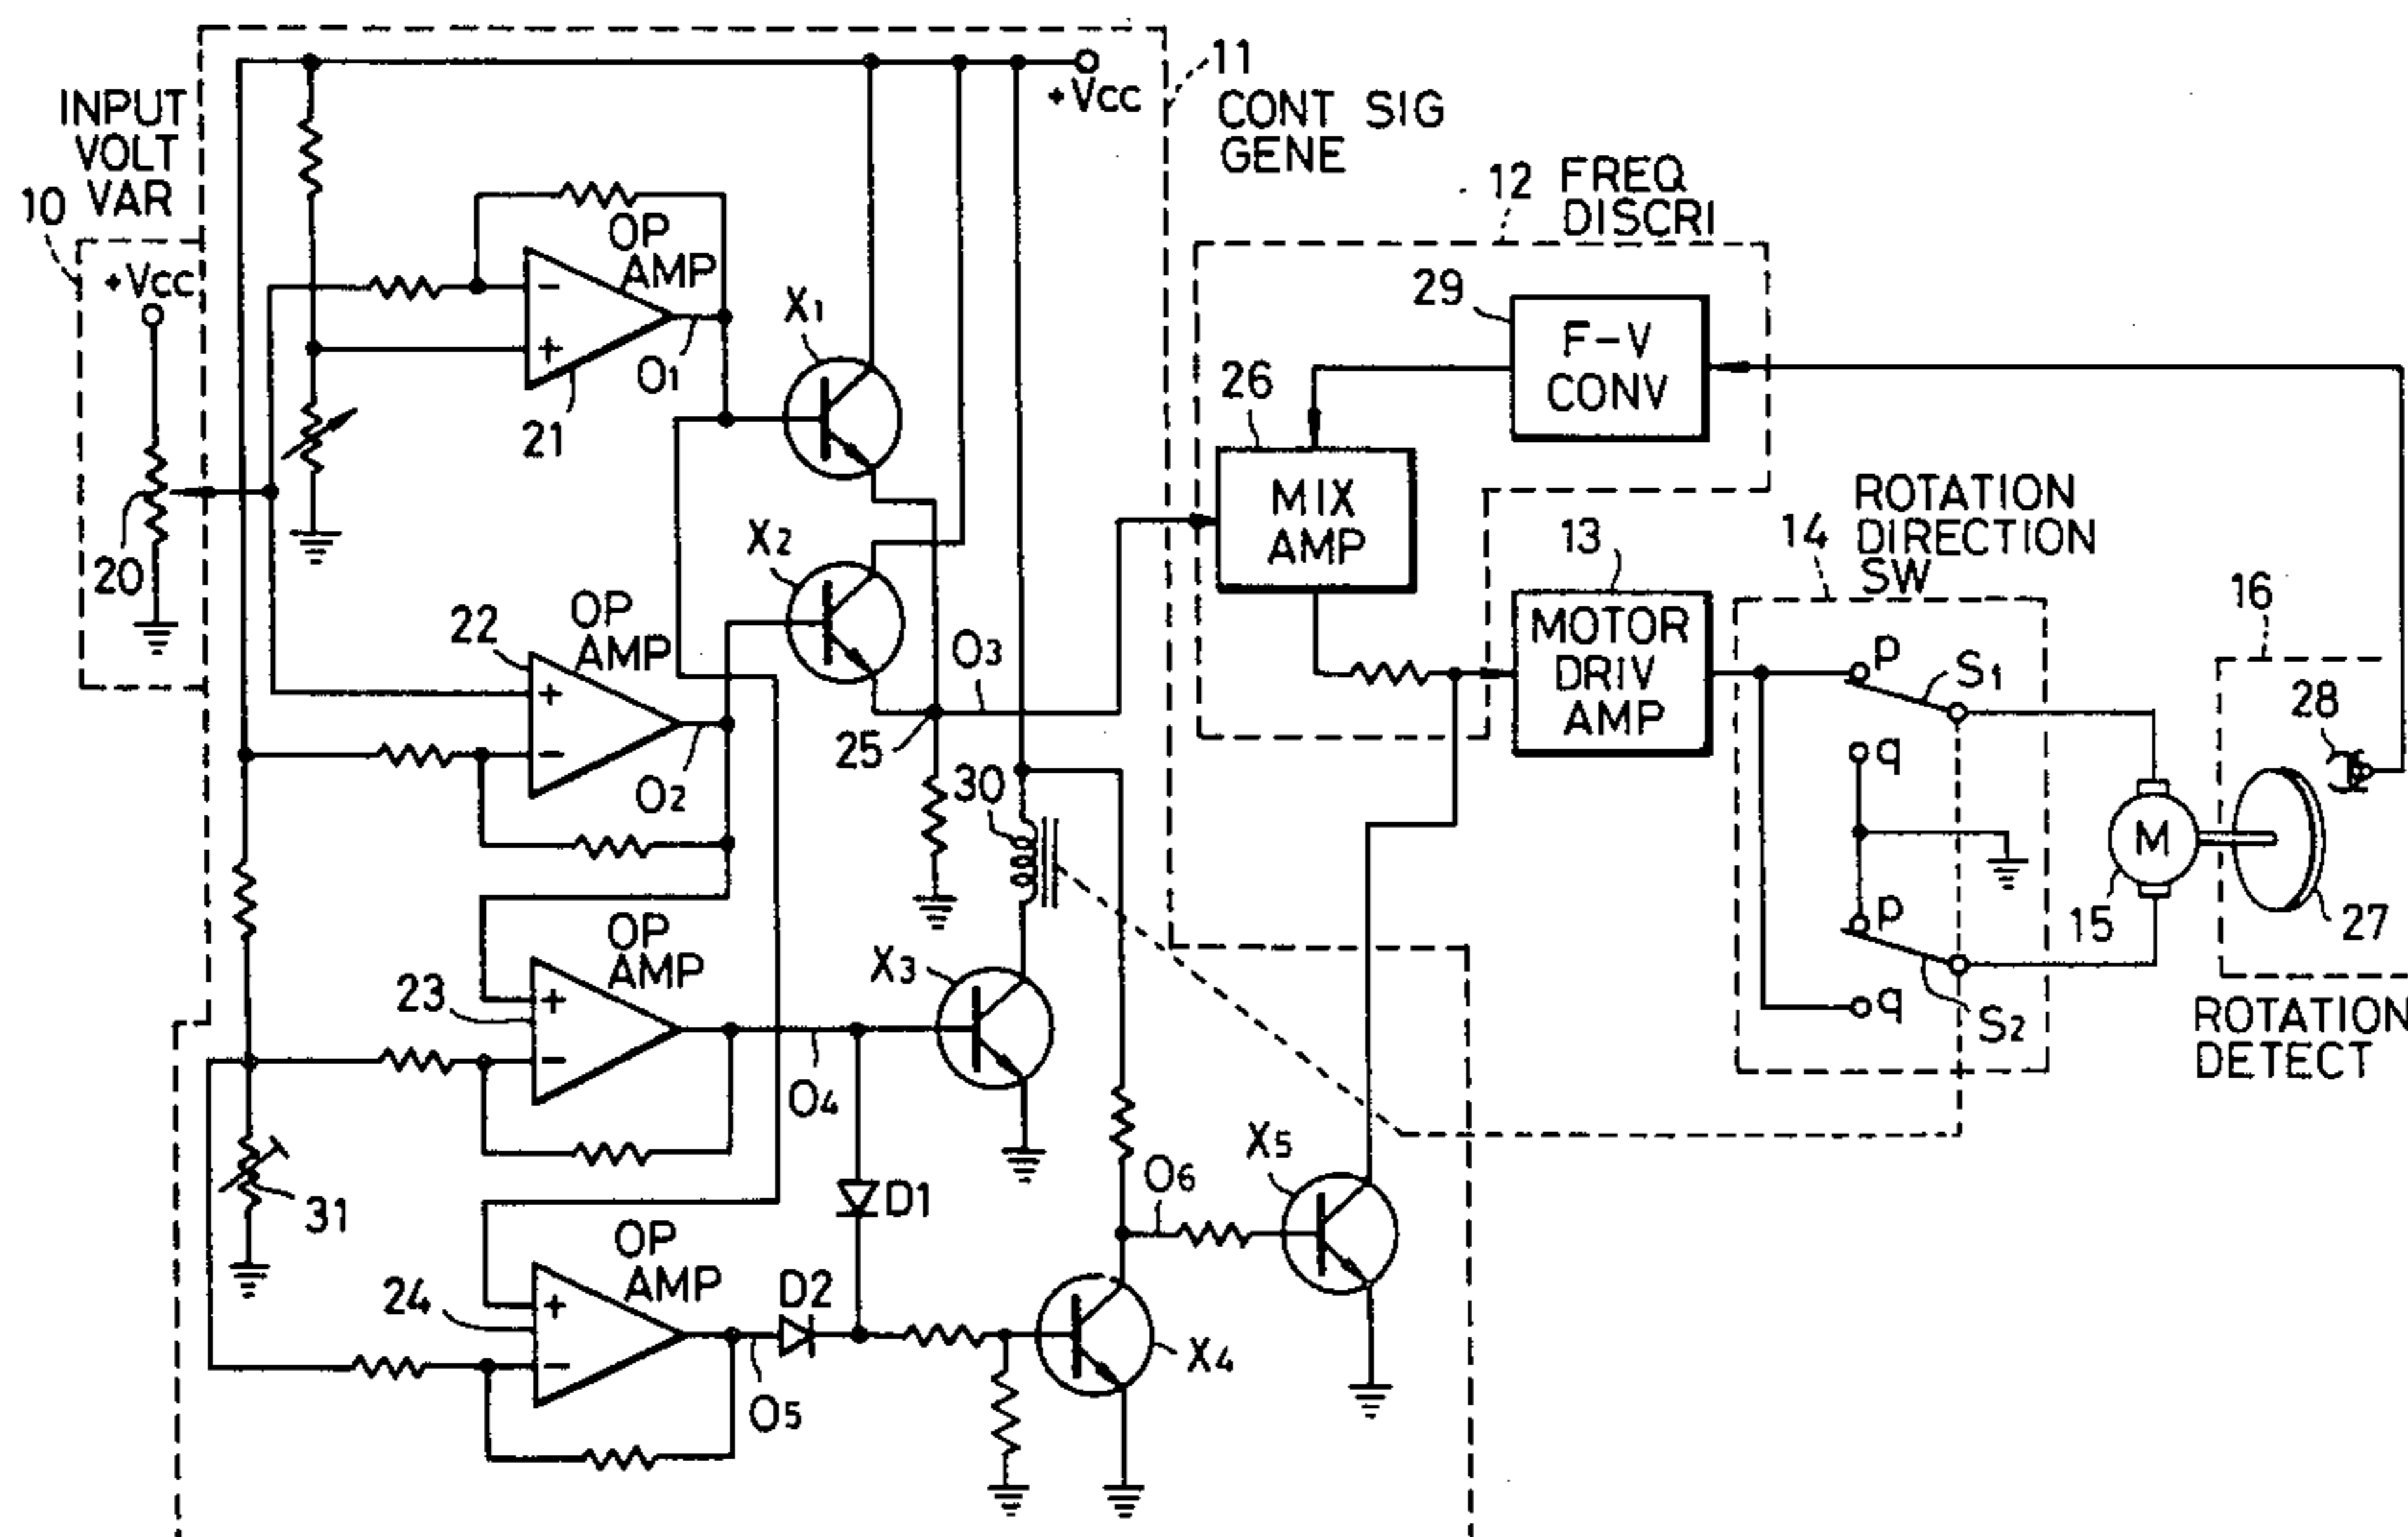 INPUT
VOLT
VAR
10
+Vcc
20
+Vcc
11
CONT SIG
GENE
OP
AMP
-
+
O1
21
X1
X2
12
FREQ
DISCRI
29
F-V
CONV
26
MIX
AMP
13
MOTOR
DRIV
AMP
14
ROTATION
DIRECTION
SW
P
S1
q
P
q
S2
16
28
M
15
27
ROTATION
DETECT
22
OP
AMP
+
-
O2
O3
25
30
23
OP
AMP
+
-
O4
X3
31
D1
24
OP
AMP
+
-
O5
D2
X4
O6
X5